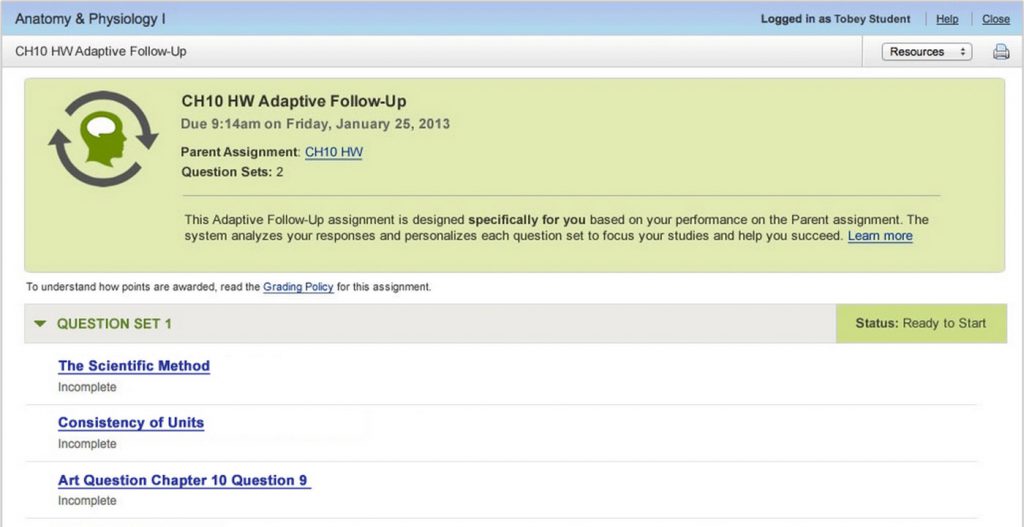 Anatomy & Physiology I
Logged in as Tobey Student Help Close
CH10 HW Adaptive Follow-Up
Resources
CH10 HW Adaptive Follow-Up
Due 9:14am on Friday, January 25, 2013
Parent Assignment: CH10 HW
Question Sets: 2
This Adaptive Follow-Up assignment is designed specifically for you based on your performance on the Parent assignment. The
system analyzes your responses and personalizes each question set to focus your studies and help you succeed. Learn more
To understand how points are awarded, read the Grading Policy for this assignment.
QUESTION SET 1
Status: Ready to Start
The Scientific Method
Incomplete
Consistency of Units
Incomplete
Art Question Chapter 10 Question 9
Incomplete